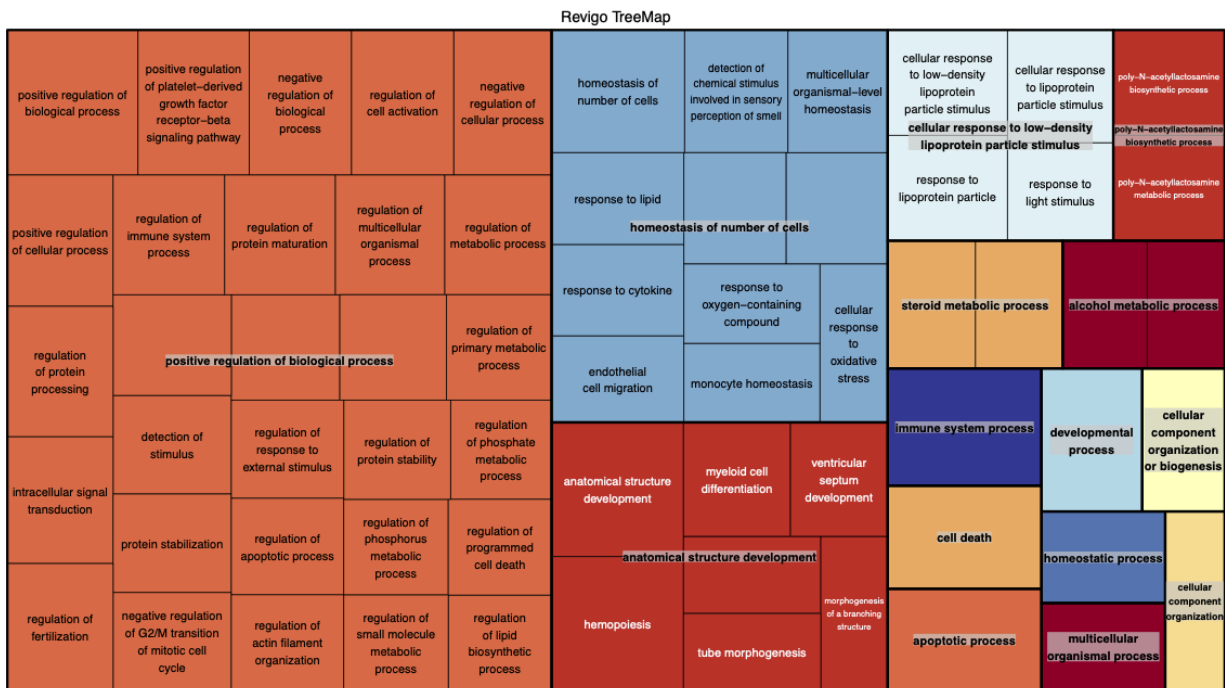 Revigo TreeMap
positive regulation of
biological process
positive regulation
of platelet−derived
growth factor
receptor−beta
signaling pathway
negative
regulation of
biological
process
regulation of
cell activation
negative
regulation of
cellular process
positive regulation
of cellular process
regulation of
immune system
process
regulation of
protein maturation
regulation of
multicellular
organismal
process
regulation of
metabolic process
regulation
of protein
processing
positive regulation of biological process
regulation of
primary metabolic
process
detection of
stimulus
regulation of
response to
external stimulus
regulation of
protein stability
regulation
of phosphate
metabolic
process
intracellular signal
transduction
protein stabilization
regulation of
apoptotic process
regulation of
phosphorus
metabolic
process
regulation of
programmed
cell death
regulation of
fertilization
negative regulation
of G2/M transition
of mitotic cell
cycle
regulation of
actin filament
organization
regulation of
small molecule
metabolic
process
regulation
of lipid
biosynthetic
process
homeostasis of
number of cells
detection of
chemical stimulus
involved in sensory
perception of smell
multicellular
organismal−level
homeostasis
response to lipid
homeostasis of number of cells
response to cytokine
response to
oxygen−containing
compound
cellular
response
to
oxidative
stress
endothelial
cell migration
monocyte homeostasis
anatomical structure
development
myeloid cell
differentiation
ventricular
septum
development
anatomical structure development
hemopoiesis
tube morphogenesis
morphogenesis
of a branching
structure
cellular response
to low−density
lipoprotein
particle stimulus
cellular response
to lipoprotein
particle stimulus
cellular response to low−density
lipoprotein particle stimulus
response to
lipoprotein particle
response to
light stimulus
poly−N−acetyllactosamine
biosynthetic process
poly−N−acetyllactosamine
biosynthetic process
poly−N−acetyllactosamine
metabolic process
steroid metabolic process
alcohol metabolic process
immune system process
developmental
process
cellular
component
organization
or biogenesis
cell death
homeostatic process
cellular
component
organization
apoptotic process
multicellular
organismal process